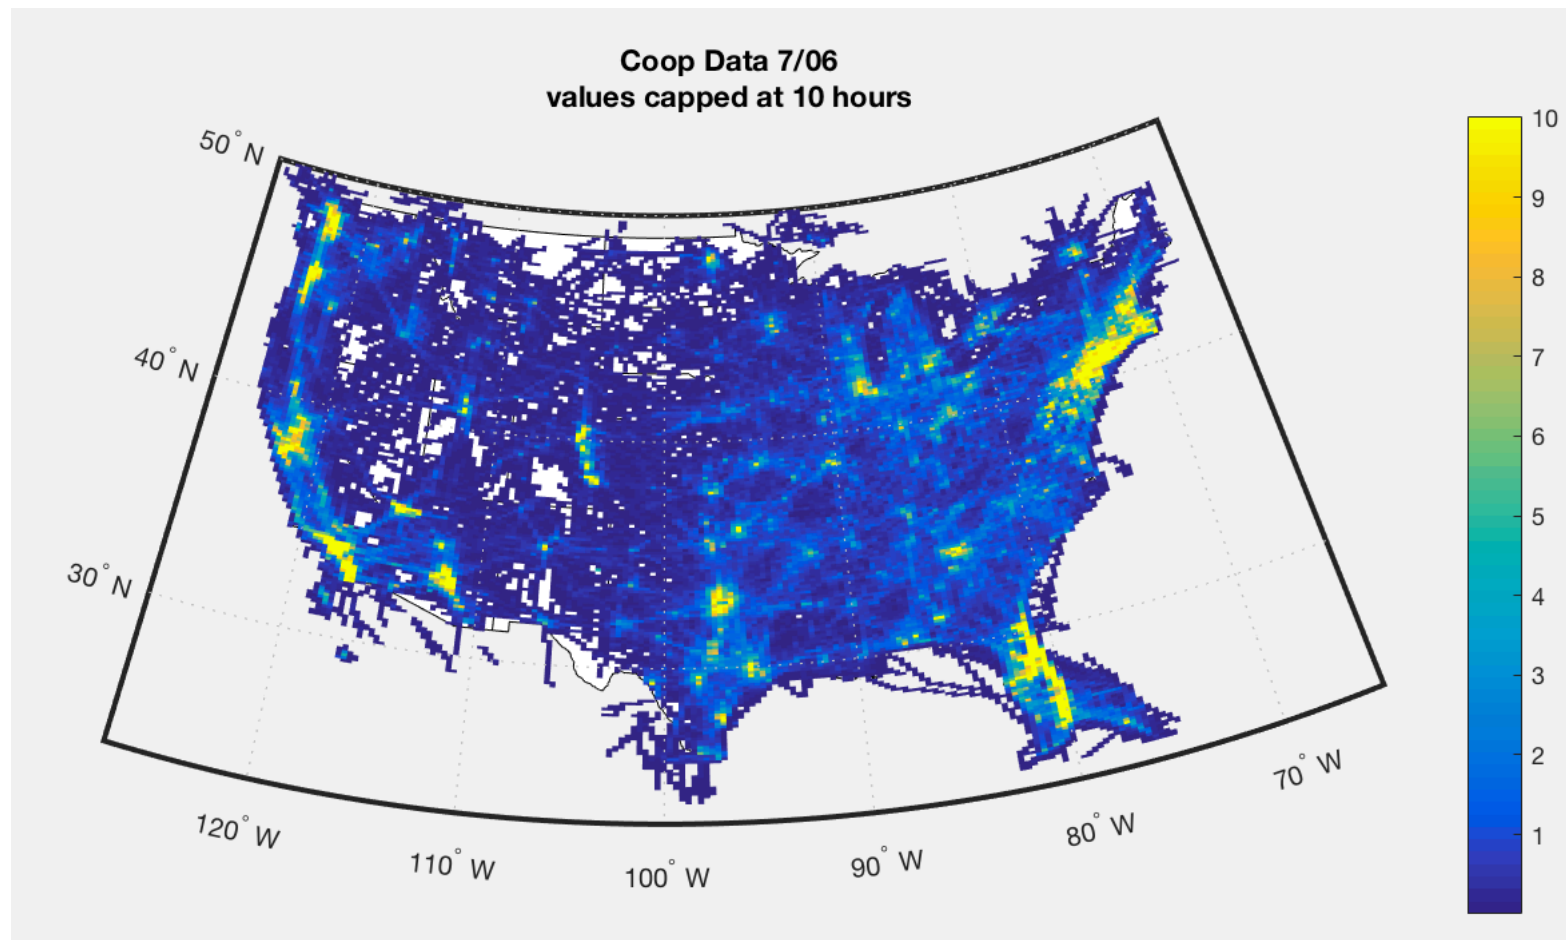 Coop Data 7/06
values capped at 10 hours
50° N
40° N
30° N
120° W
110° W
100° W
90° W
80° W
70° W
10
9
8
7
6
5
4
3
2
1